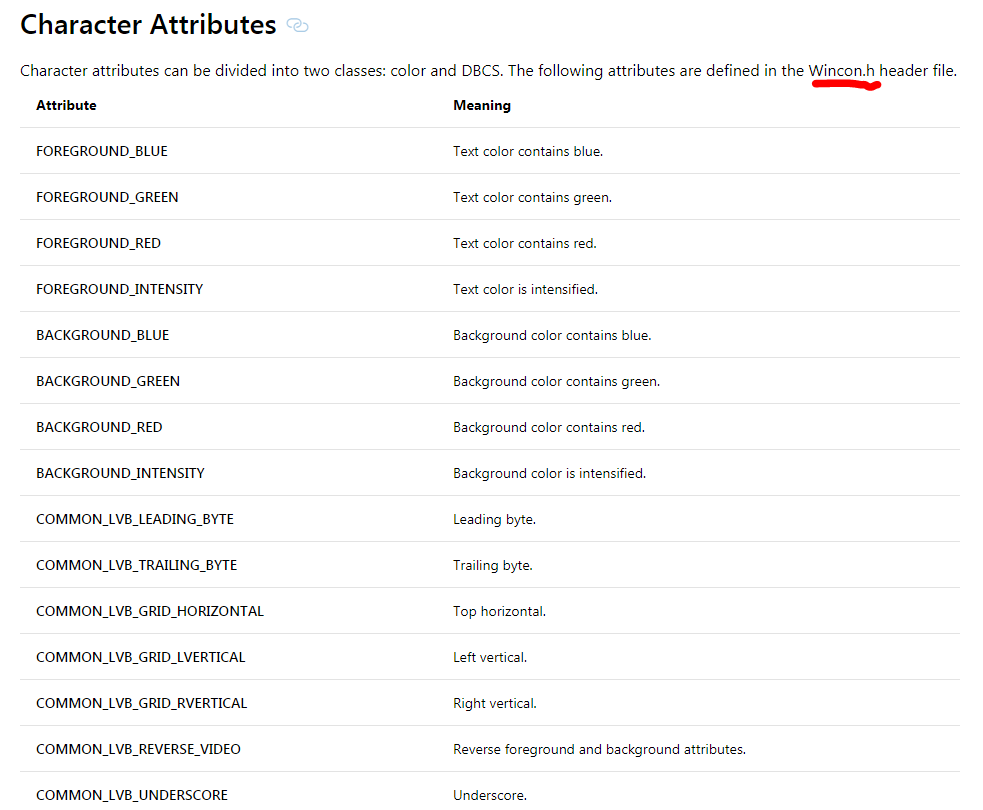 Character Attributes
Character attributes can be divided into two classes: color and DBCS. The following attributes are defined in the Wincon.h header file.
Attribute Meaning
FOREGROUND_BLUE Text color contains blue.
FOREGROUND_GREEN Text color contains green.
FOREGROUND_RED Text color contains red.
FOREGROUND_INTENSITY Text color is intensified.
BACKGROUND_BLUE Background color contains blue.
BACKGROUND_GREEN Background color contains green.
BACKGROUND_RED Background color contains red.
BACKGROUND_INTENSITY Background color is intensified.
COMMON_LVB_LEADING_BYTE Leading byte.
COMMON_LVB_TRAILING_BYTE Trailing byte.
COMMON_LVB_GRID_HORIZONTAL Top horizontal.
COMMON_LVB_GRID_LVERTICAL Left vertical.
COMMON_LVB_GRID_RVERTICAL Right vertical.
COMMON_LVB_REVERSE_VIDEO Reverse foreground and background attributes.
COMMON_LVB_UNDERSCORE Underscore.